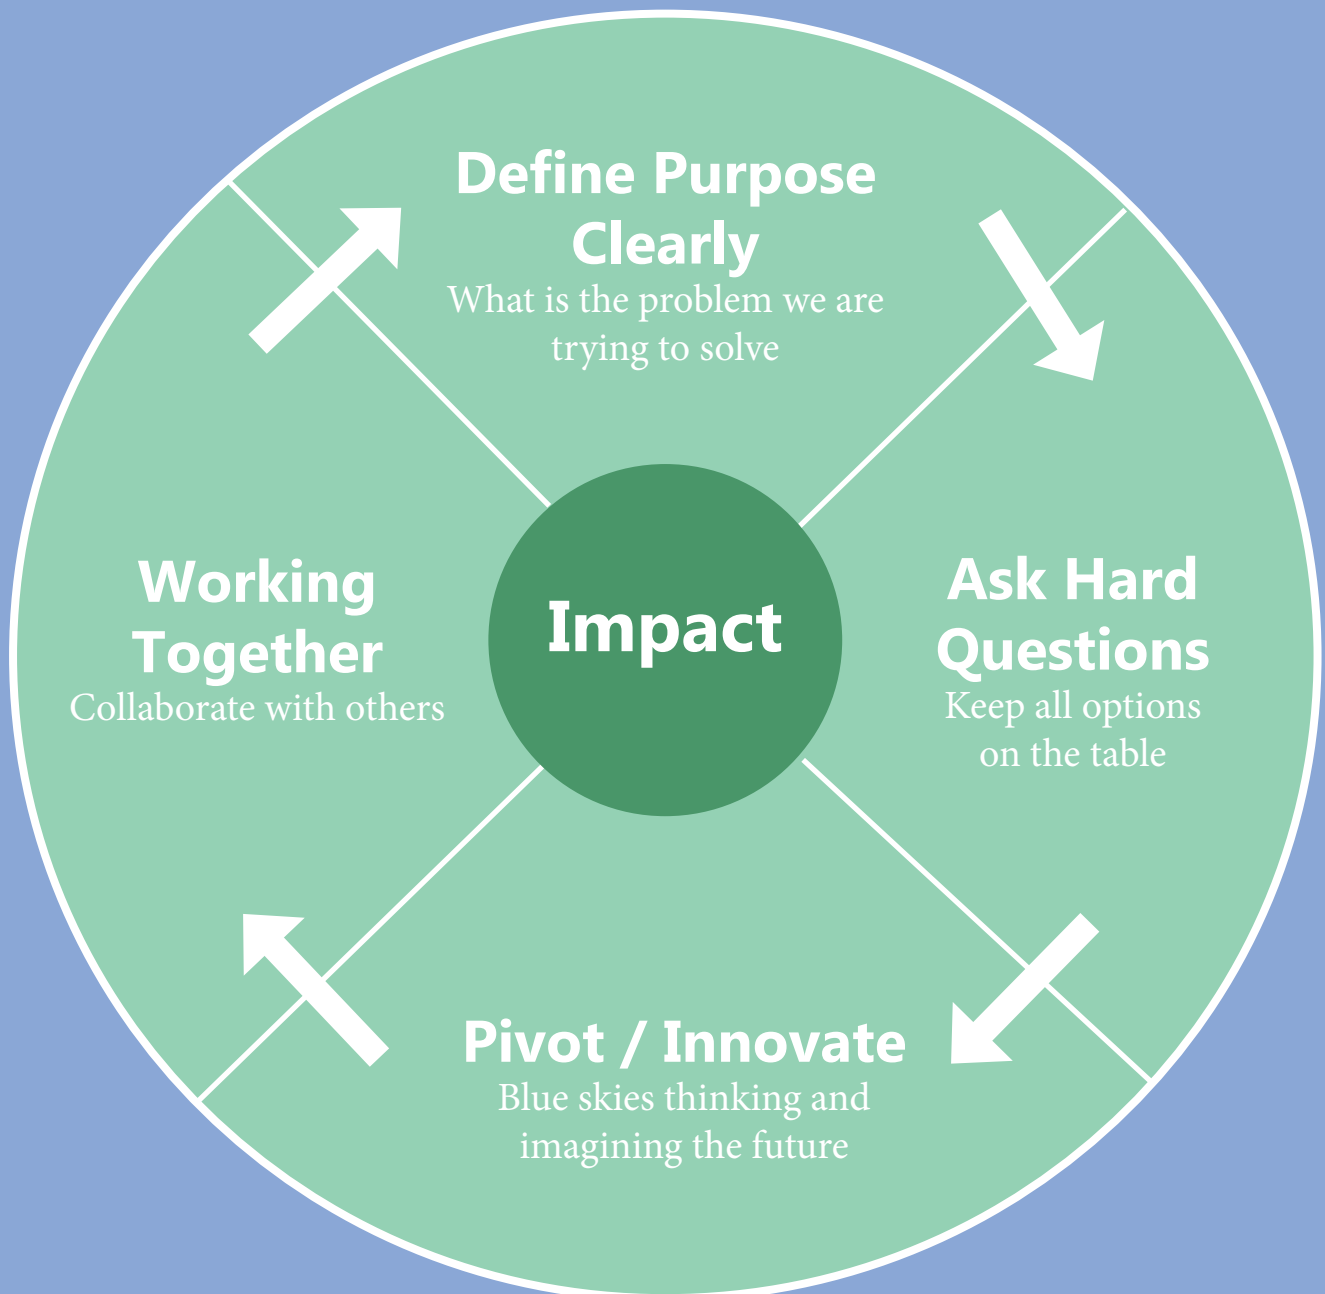 Define Purpose
Clearly
What is the problem we are
trying to solve
Ask Hard
Questions
Keep all options
on the table
Pivot / Innovate
Blue skies thinking and
imagining the future
Working
Together
Collaborate with others
Impact